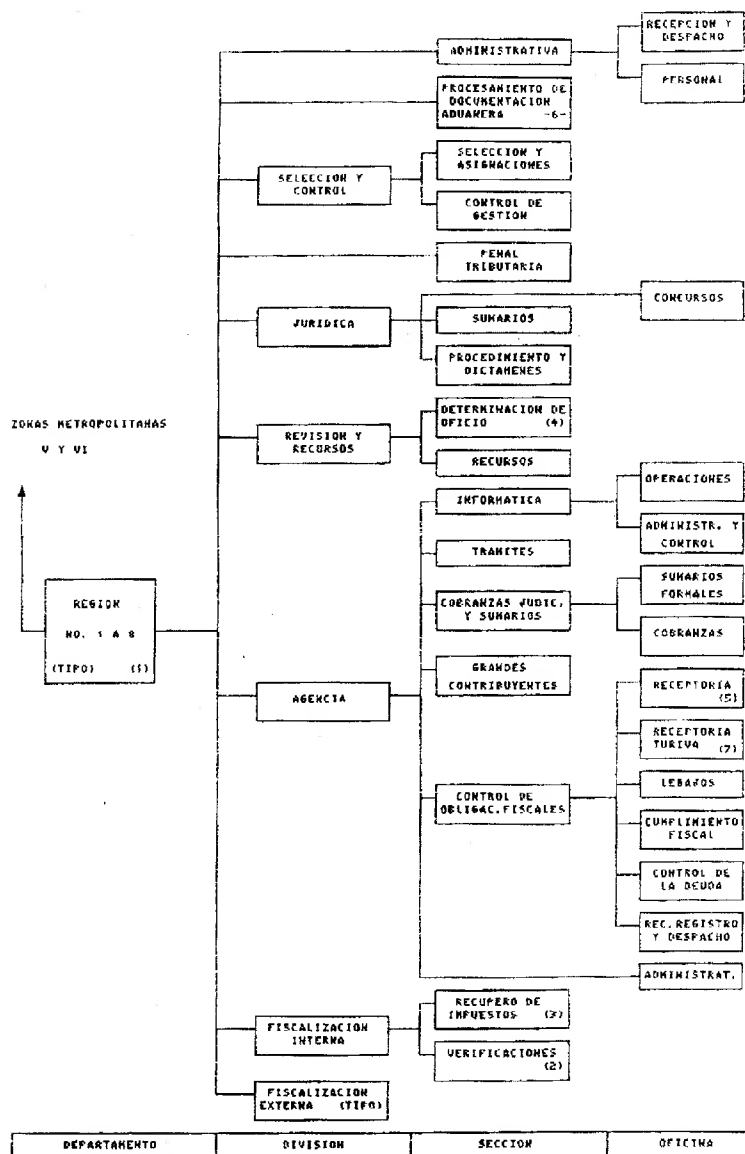 RECEPCION Y
DESPACHO
ADMINISTRATIVA
PERSONAL
PROCESAMIENTO DE
DOCUMENTACION
ADUANERA -6-
SELECCION Y
ASIGNACIONES
SELECCION Y
CONTROL
CONTROL DE
GESTION
PENAL
TRIBUTARIA
CONCURSOS
JURIDICA
SUMARIOS
PROCEDIMIENTO Y
DICTAMENES
ZONAS METROPOLITANAS
V Y VI
DETERMINACION DE
OFICIO (4)
REVISION Y
RECURSOS
RECURSOS
OPERACIONES
INFORMATICA
ADMINISTR. Y
CONTROL
TRAMITES
SUMARIOS
FORMALES
REGION
NO. 1 A 8
(TIPO) (1)
COBRANZAS JUDIC.
Y SUMARIOS
COBRANZAS
GRANDES
CONTRIBUYENTES
AGENCIA
RECEPTORIA
(5)
RECEPTORIA
TURIVA (7)
LEGAJOS
CONTROL DE
OBLIGAC.FISCALES
CUMPLIMIENTO
FISCAL
CONTROL DE
LA DEUDA
REC.REGISTRO
Y DESPACHO
ADMINISTRAT.
RECUPERO DE
IMPUESTOS (3)
FISCALIZACION
INTERNA
VERIFICACIONES
(2)
FISCALIZACION
EXTERNA (TIPO)
DEPARTAMENTO DIVISION SECCION OFICINA